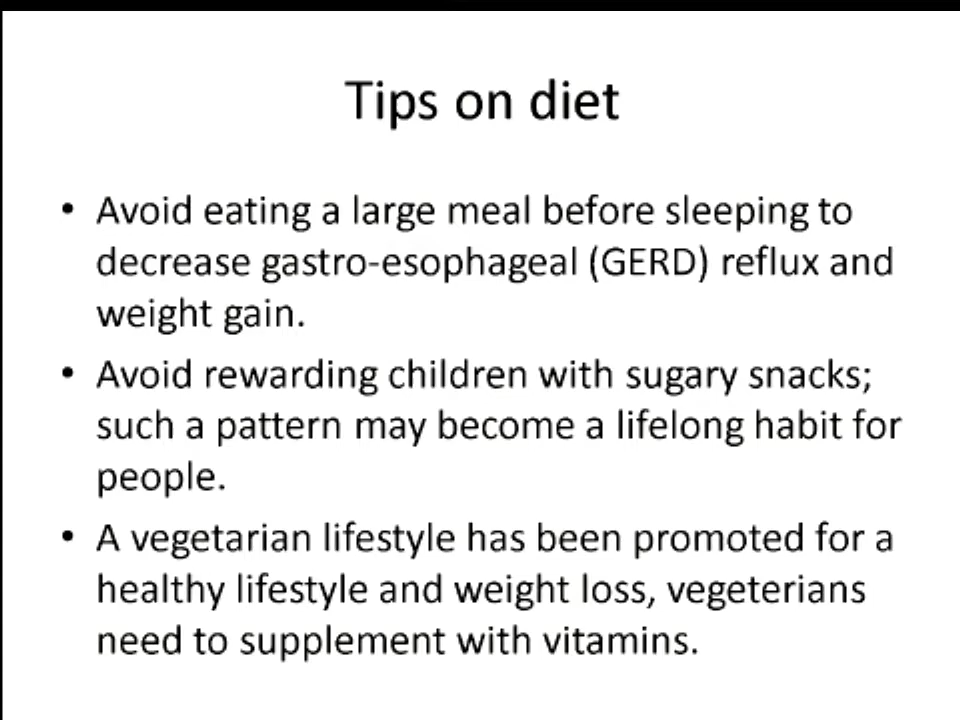 Tips on diet
• Avoid eating a large meal before sleeping to
decrease gastro-esophageal (GERD) reflux and
weight gain.
• Avoid rewarding children with sugary snacks;
such a pattern may become a lifelong habit for
people.
• A vegetarian lifestyle has been promoted for a
healthy lifestyle and weight loss, vegeterians
need to supplement with vitamins.